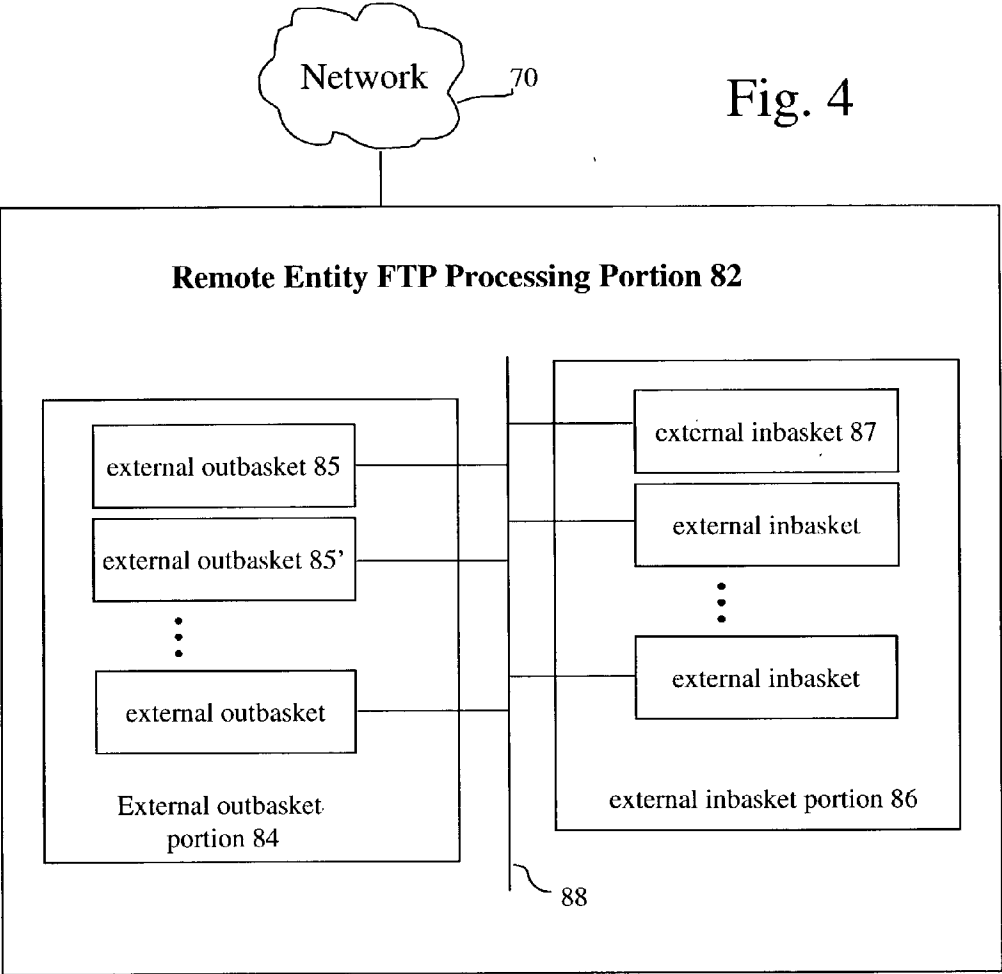 Network
70
Fig. 4
Remote Entity FTP Processing Portion 82
external outbasket 85
external outbasket 85’
external outbasket
External outbasket
portion 84
external inbasket 87
external inbasket
external inbasket
external inbasket portion 86
88